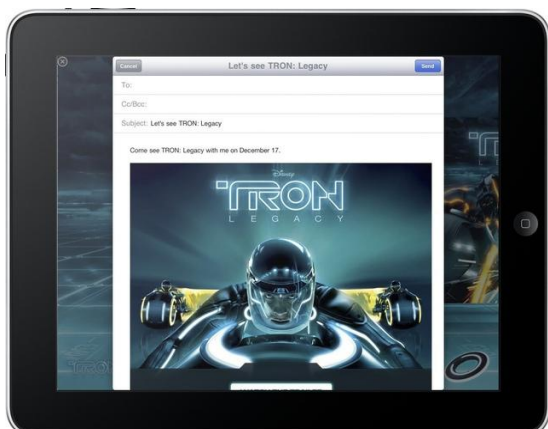 Cancel
Let's see TRON: Legacy
Send
To:
Cc/Bcc:
Subject: Let's see TRON: Legacy
Come see TRON: Legacy with me on December 17.
Disney
TRON
LEGACY
TRON